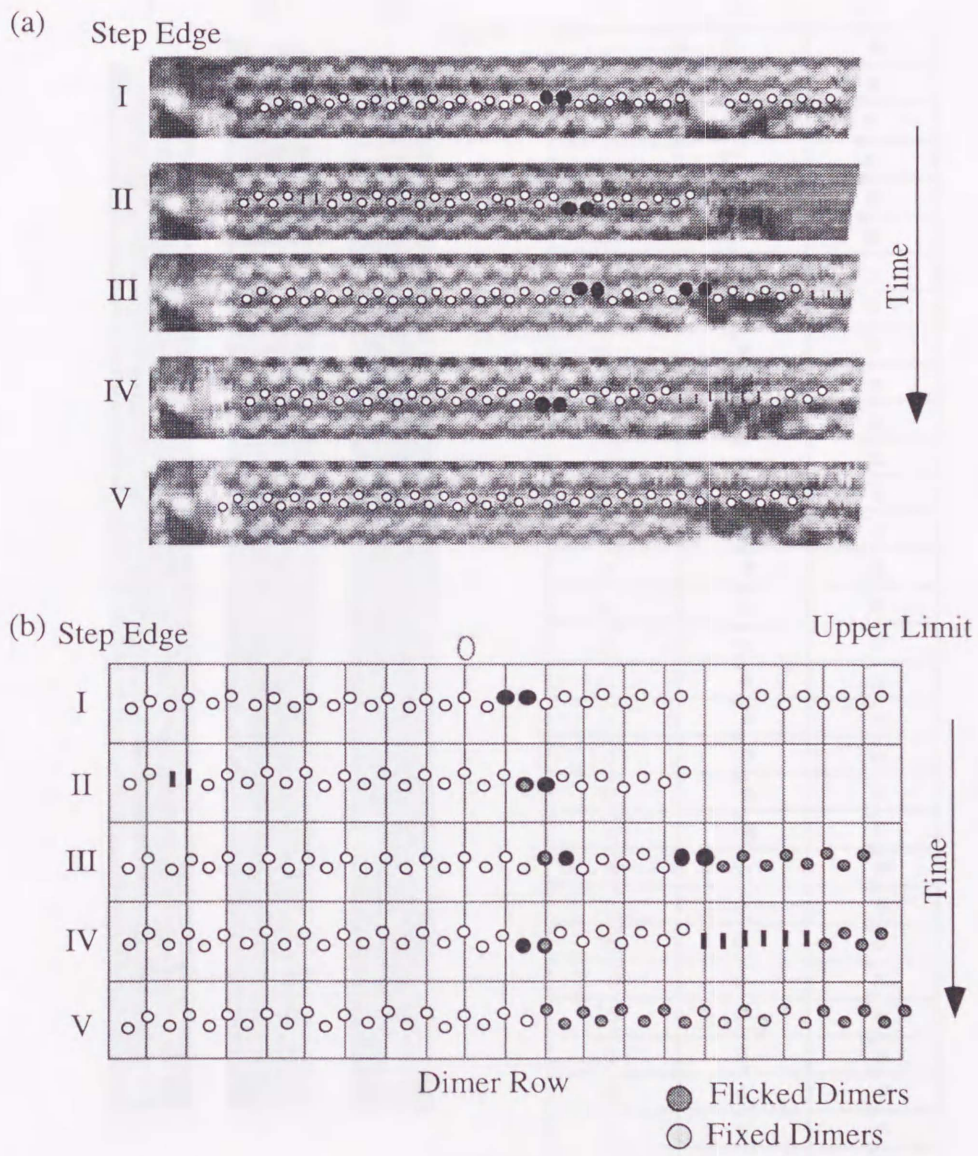 (a)
Step Edge
I
II
III
IV
V
Time
(b) Step Edge
0
Upper Limit
I
II
III
IV
V
Time
Dimer Row
Flicked Dimers
Fixed Dimers